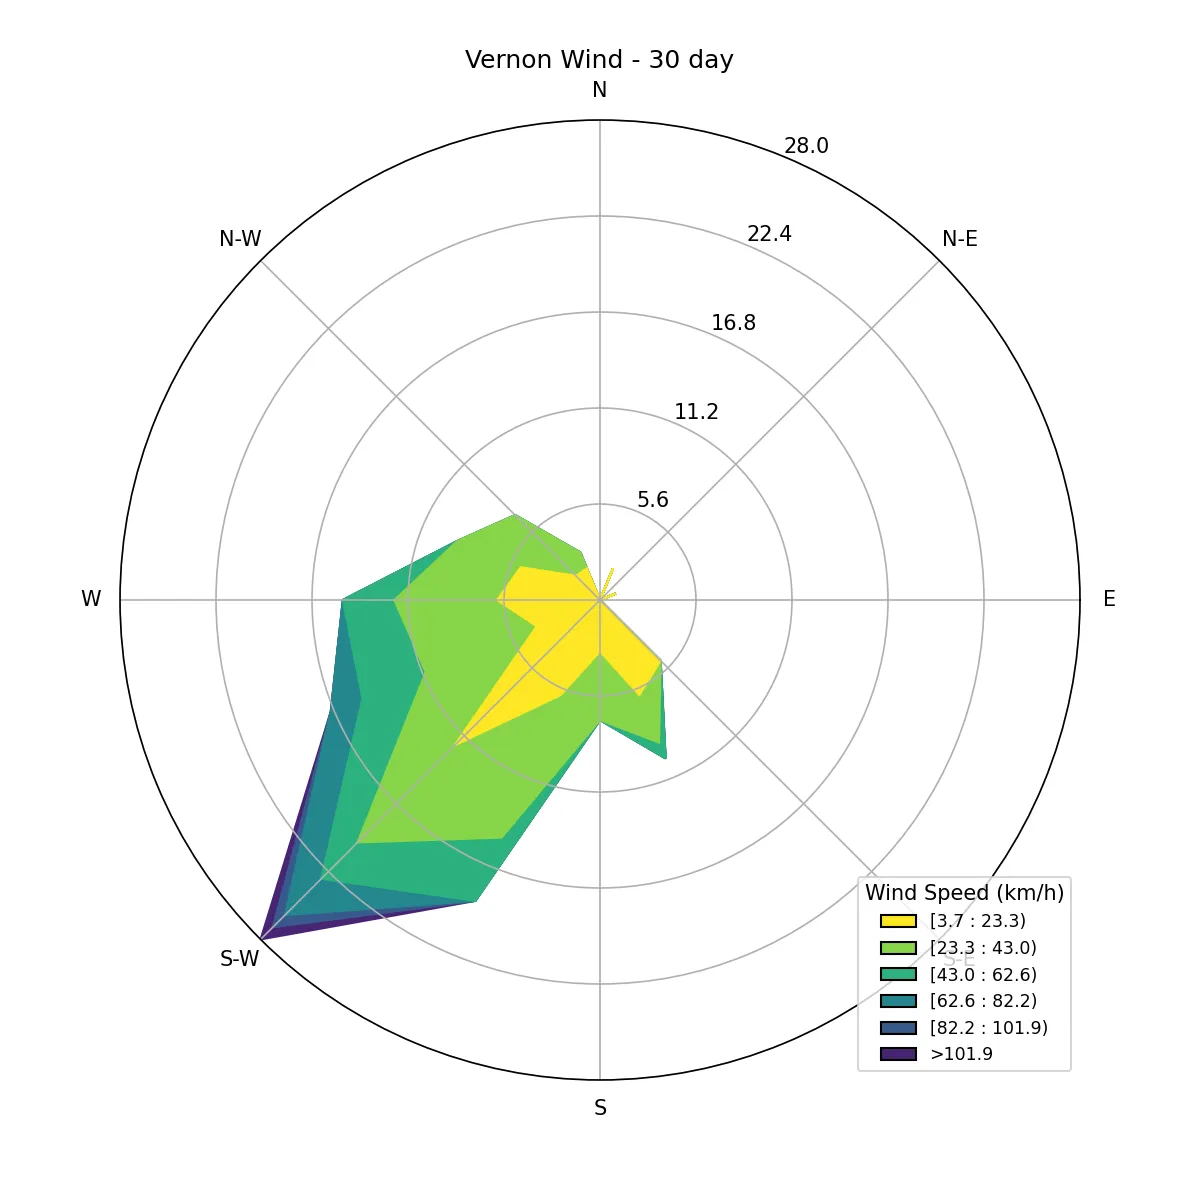 Vernon Wind - 30 day
N
28.0
22.4
N-W
N-E
16.8
11.2
5.6
W
E
Wind Speed (km/h)
[3.7 : 23.3)
[23.3 : 43.0)
S-W
S-E
[43.0 : 62.6)
[62.6 : 82.2)
[82.2 : 101.9)
>101.9
S